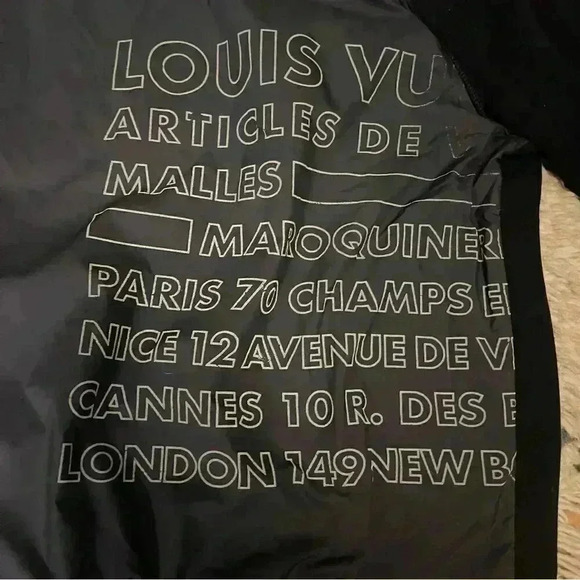 LOUIS VU
ARTICLES DE V
MALLES
MAROQUINER
PARIS 70 CHAMPS E
NICE 12 AVENUE DE V
CANNES 10 R. DES B
LONDON 149 NEW BO